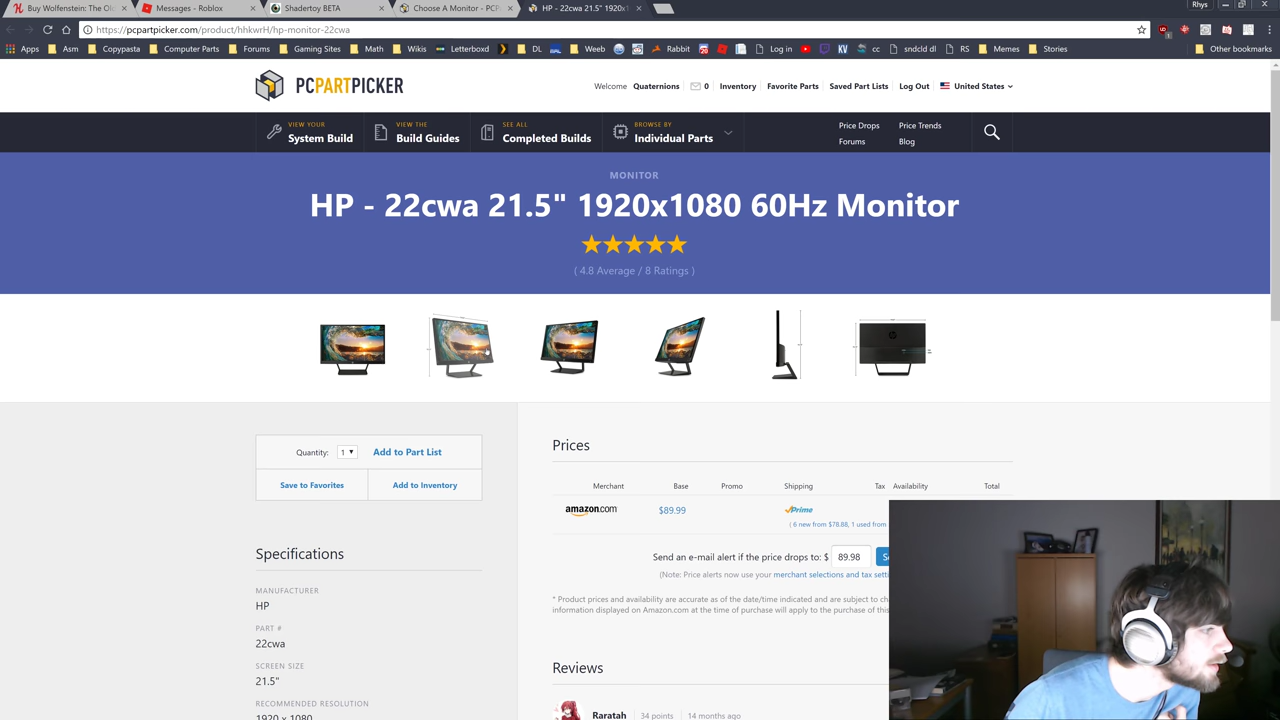 Buy Wolfenstein: The Ol
Messages - Roblox
Shadertoy BETA
Choose A Monitor - PCP
HP - 22cwa 21.5" 1920x1
Rhys
https://pcpartpicker.com/product/hhkwrH/hp-monitor-22cwa
Apps Asm Copypasta Computer Parts Forums Gaming Sites Math Wikis Letterboxd DL Weeb Rabbit Log in KV cc sndcld dl RS Memes Stories Other bookmarks
PCPARTPICKER
Welcome Quaternions 0 Inventory Favorite Parts Saved Part Lists Log Out United States
VIEW YOUR
System Build
VIEW THE
Build Guides
SEE ALL
Completed Builds
BROWSE BY
Individual Parts
Price Drops Price Trends
Forums Blog
MONITOR
HP - 22cwa 21.5" 1920x1080 60Hz Monitor
( 4.8 Average / 8 Ratings )
Quantity: 1 Add to Part List
Save to Favorites Add to Inventory
Specifications
MANUFACTURER
HP
PART #
22cwa
SCREEN SIZE
21.5"
RECOMMENDED RESOLUTION
1920 x 1080
Prices
Merchant Base Promo Shipping Tax Availability Total
amazon.com $89.99 Prime
( 6 new from $78.88, 1 used from
Send an e-mail alert if the price drops to: $ 89.98
(Note: Price alerts now use your merchant selections and tax setti
* Product prices and availability are accurate as of the date/time indicated and are subject to ch
information displayed on Amazon.com at the time of purchase will apply to the purchase of this
Reviews
Raratah 34 points 14 months ago